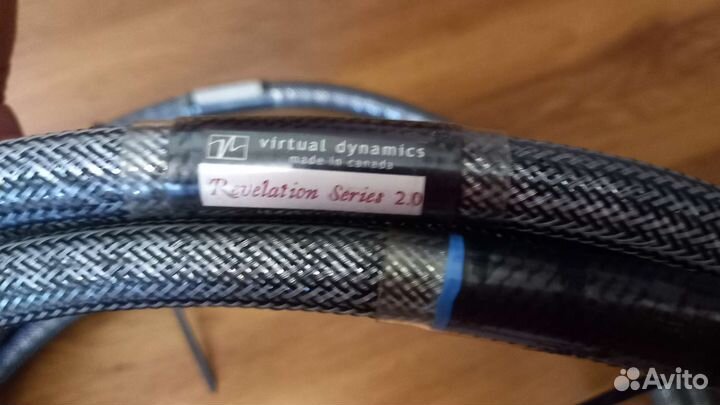 virtual dynamics
made in canada
Revelation Series 2.0
Avito